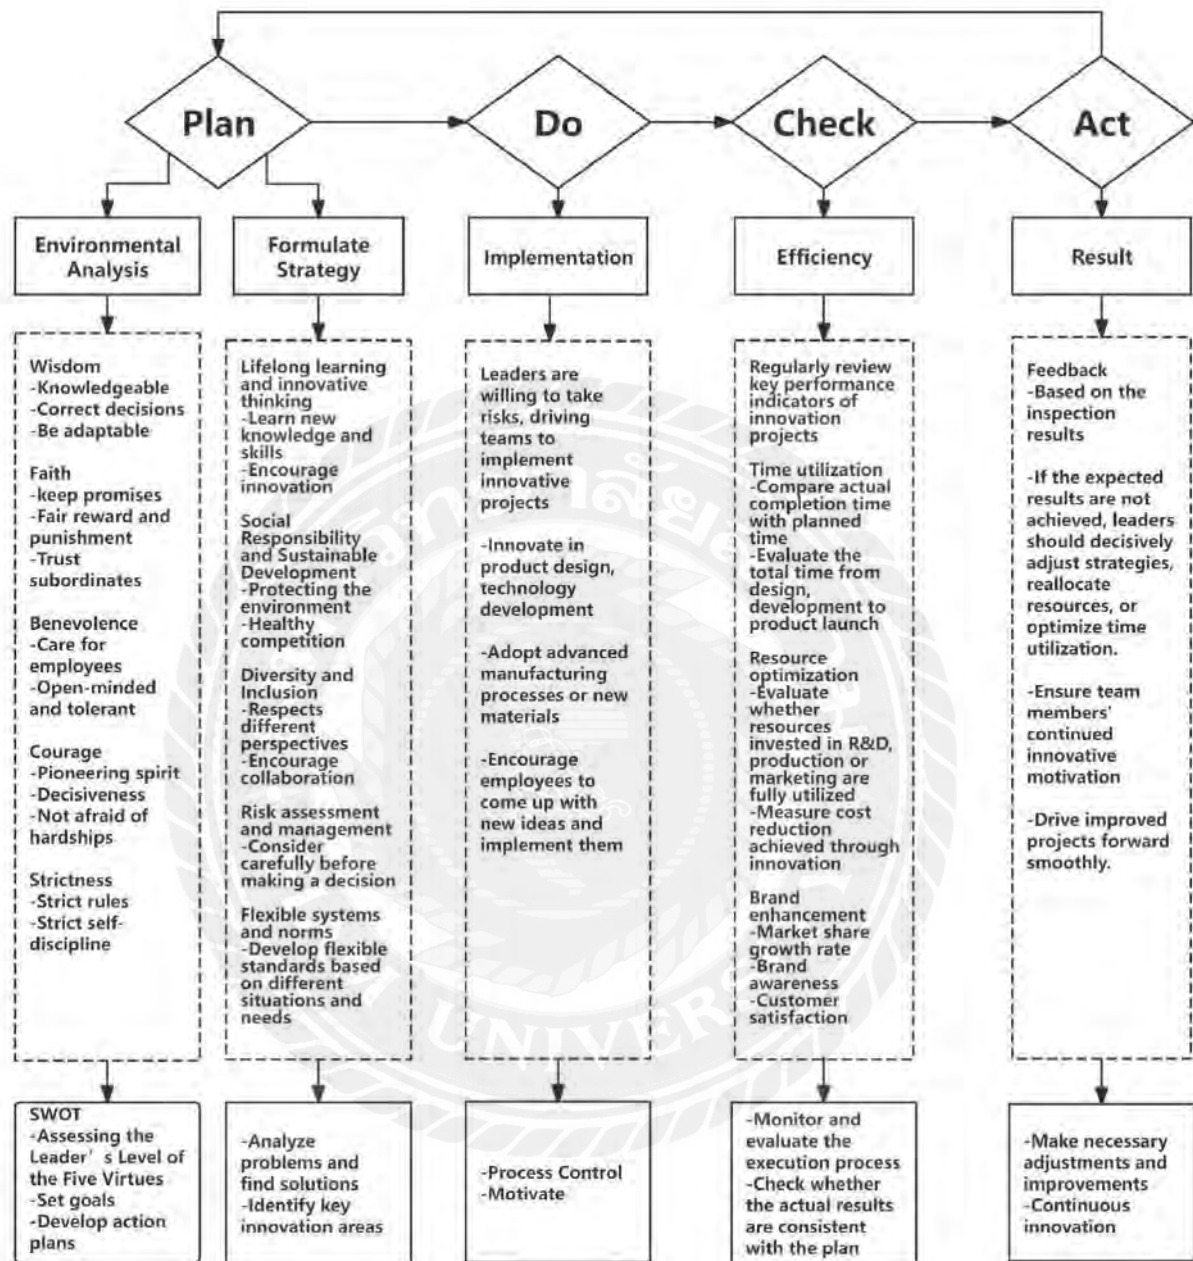 Plan
Do
Check
Act
Environmental
Analysis
Formulate
Strategy
Implementation
Efficiency
Result
Wisdom
-Knowledgeable
-Correct decisions
-Be adaptable
Faith
-keep promises
-Fair reward and
punishment
-Trust
subordinates
Benevolence
-Care for
employees
-Open-minded
and tolerant
Courage
-Pioneering spirit
-Decisiveness
-Not afraid of
hardships
Strictness
-Strict rules
-Strict self-
discipline
Lifelong learning
and innovative
thinking
-Learn new
knowledge and
skills
-Encourage
innovation
Social
Responsibility
and Sustainable
Development
-Protecting the
environment
-Healthy
competition
Diversity and
Inclusion
-Respects
different
perspectives
-Encourage
collaboration
Risk assessment
and management
-Consider
carefully before
making a decision
Flexible systems
and norms
-Develop flexible
standards based
on different
situations and
needs
Leaders are
willing to take
risks, driving
teams to
implement
innovative
projects
-Innovate in
product design,
technology
development
-Adopt advanced
manufacturing
processes or new
materials
-Encourage
employees to
come up with
new ideas and
implement them
Regularly review
key performance
indicators of
innovation
projects
Time utilization
-Compare actual
completion time
with planned
time
-Evaluate the
total time from
design,
development to
product launch
Resource
optimization
-Evaluate
whether
resources
invested in R&D,
production or
marketing are
fully utilized
-Measure cost
reduction
achieved through
innovation
Brand
enhancement
-Market share
growth rate
-Brand
awareness
-Customer
satisfaction
Feedback
-Based on the
inspection
results
-If the expected
results are not
achieved, leaders
should decisively
adjust strategies,
reallocate
resources, or
optimize time
utilization.
-Ensure team
members'
continued
innovative
motivation
-Drive improved
projects forward
smoothly.
SWOT
-Assessing the
Leader's Level of
the Five Virtues
-Set goals
-Develop action
plans
-Analyze
problems and
find solutions
-Identify key
innovation areas
-Process Control
-Motivate
-Monitor and
evaluate the
execution process
-Check whether
the actual results
are consistent
with the plan
-Make necessary
adjustments and
improvements
-Continuous
innovation